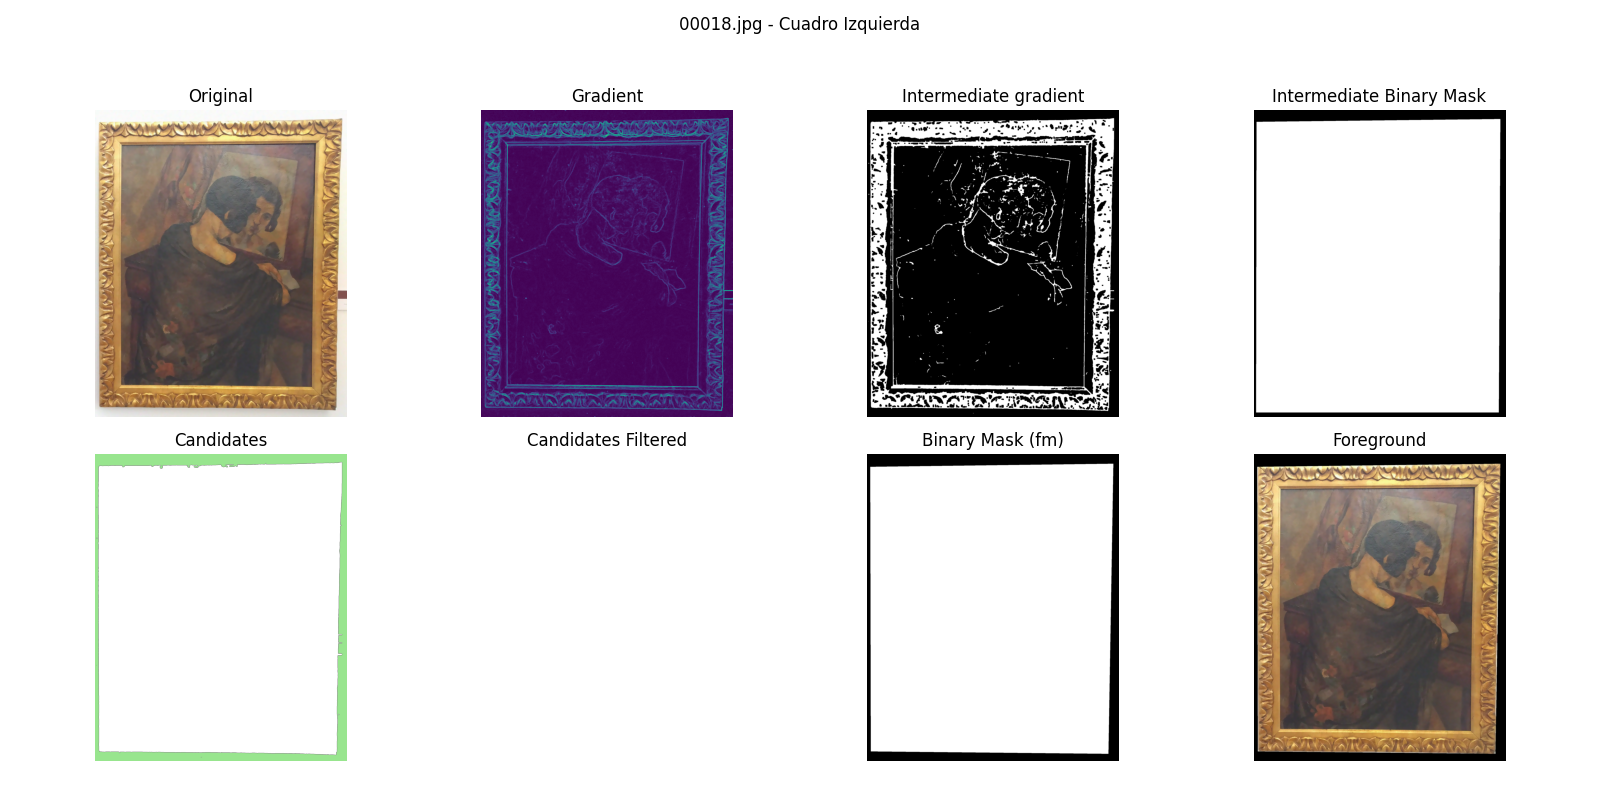 00018.jpg - Cuadro Izquierda
Original
Gradient
Intermediate gradient
Intermediate Binary Mask
Candidates
Candidates Filtered
Binary Mask (fm)
Foreground